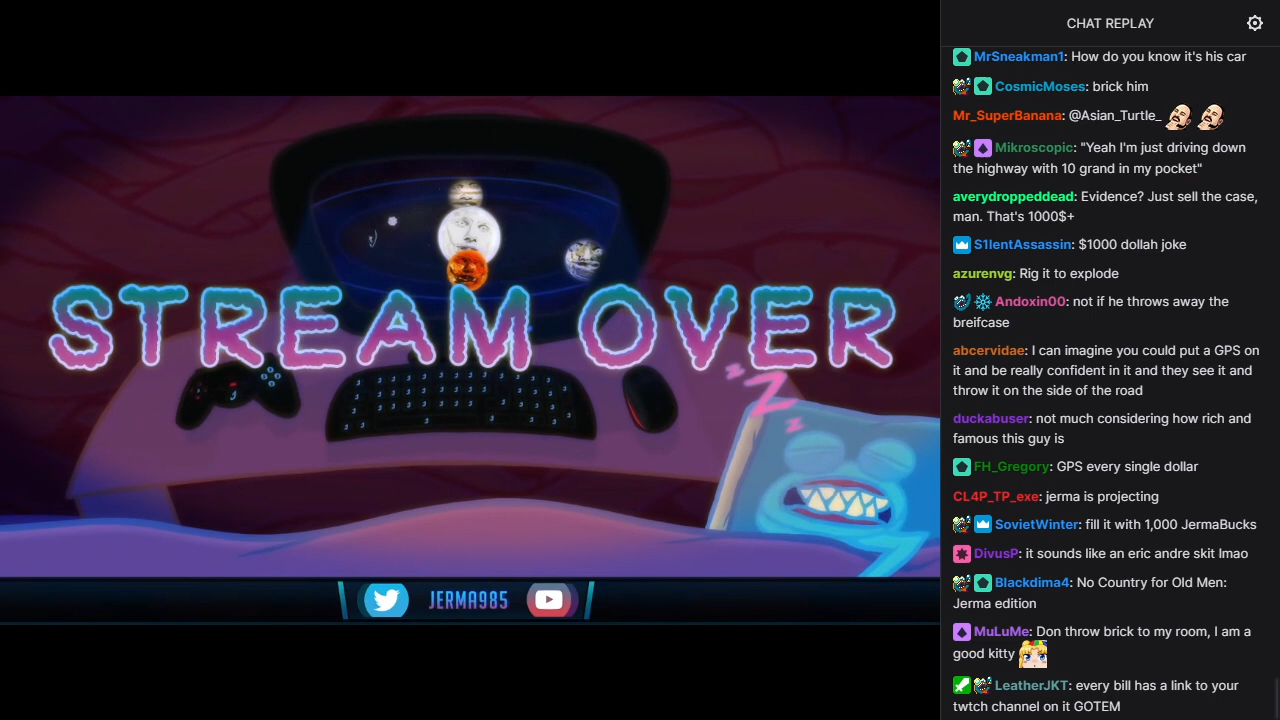 STREAM OVER
JERMA985
CHAT REPLAY
MrSneakman1: How do you know it's his car
CosmicMoses: brick him
Mr_SuperBanana: @Asian_Turtle_
Mikroscopic: "Yeah I'm just driving down
the highway with 10 grand in my pocket"
averydroppeddead: Evidence? Just sell the case,
man. That's 1000$+
S1lentAssassin: $1000 dollah joke
azurenvg: Rig it to explode
Andoxin00: not if he throws away the
breifcase
abcervidae: I can imagine you could put a GPS on
it and be really confident in it and they see it and
throw it on the side of the road
duckabuser: not much considering how rich and
famous this guy is
FH_Gregory: GPS every single dollar
CL4P_TP_exe: jerma is projecting
SovietWinter: fill it with 1,000 JermaBucks
DivusP: it sounds like an eric andre skit lmao
Blackdima4: No Country for Old Men:
Jerma edition
MuLuMe: Don throw brick to my room, I am a
good kitty
LeatherJKT: every bill has a link to your
twtch channel on it GOTEM